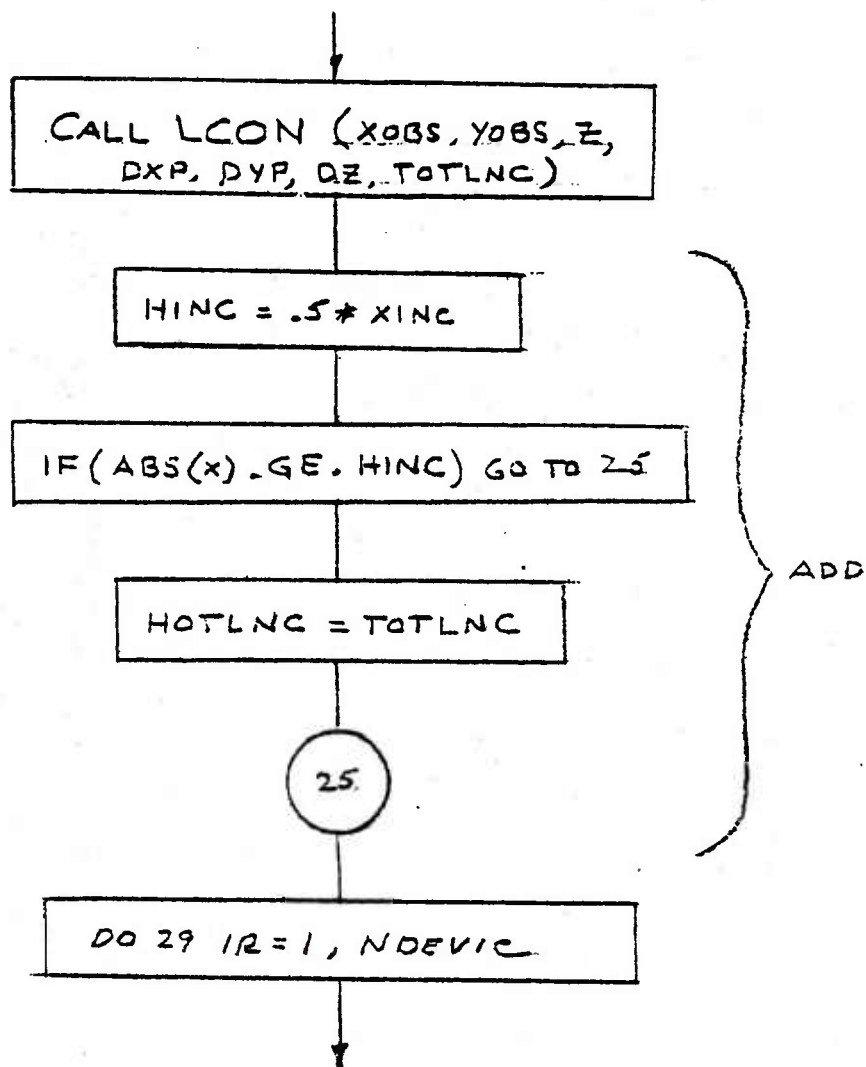 CALL LCON (XOBS, YOBS, Z,
DXP, DYP, DZ, TOTLNC)
HINC = .5 * XINC
IF (ABS(X) .GE. HINC) GO TO 25
HOTLNC = TOTLNC
ADD
25
DO 29 IR = 1, NDEVIC